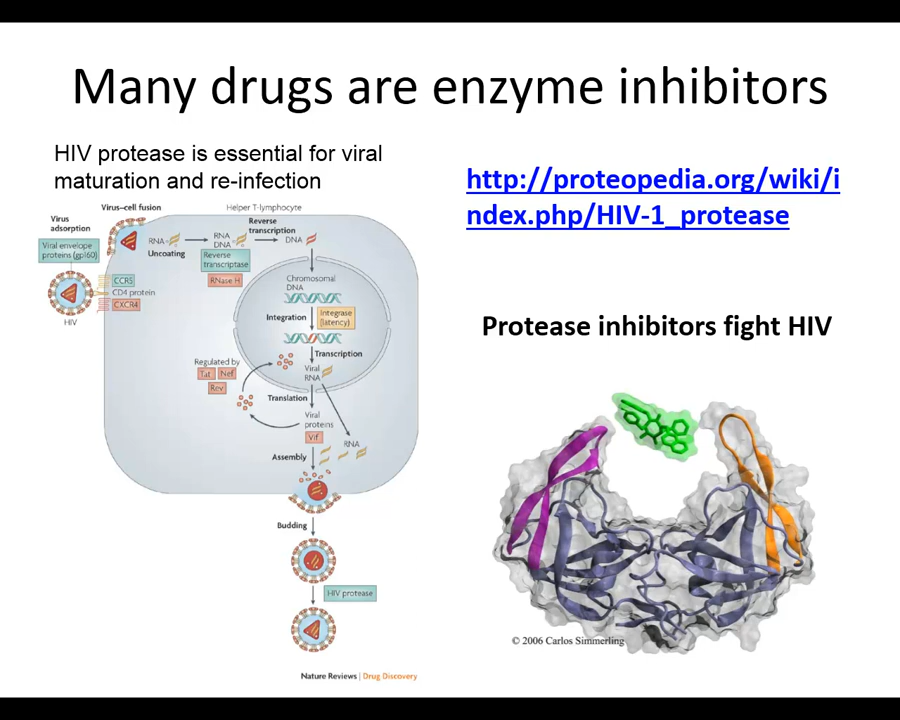 Many drugs are enzyme inhibitors
HIV protease is essential for viral
maturation and re-infection
http://proteopedia.org/wiki/i
ndex.php/HIV-1_protease
Protease inhibitors fight HIV
Virus–cell fusion
Helper T-lymphocyte
Virus
adsorption
Viral envelope
proteins (gp160)
RNA
Uncoating
RNA
DNA
Reverse
transcription
DNA
Reverse
transcriptase
RNase H
CCR5
CD4 protein
CXCR4
HIV
Chromosomal
DNA
Integration
Integrase
(latency)
Transcription
Regulated by
Tat
Nef
Rev
Viral
RNA
Translation
Viral
proteins
Vif
RNA
Assembly
Budding
HIV protease
© 2006 Carlos Simmerling
Nature Reviews | Drug Discovery